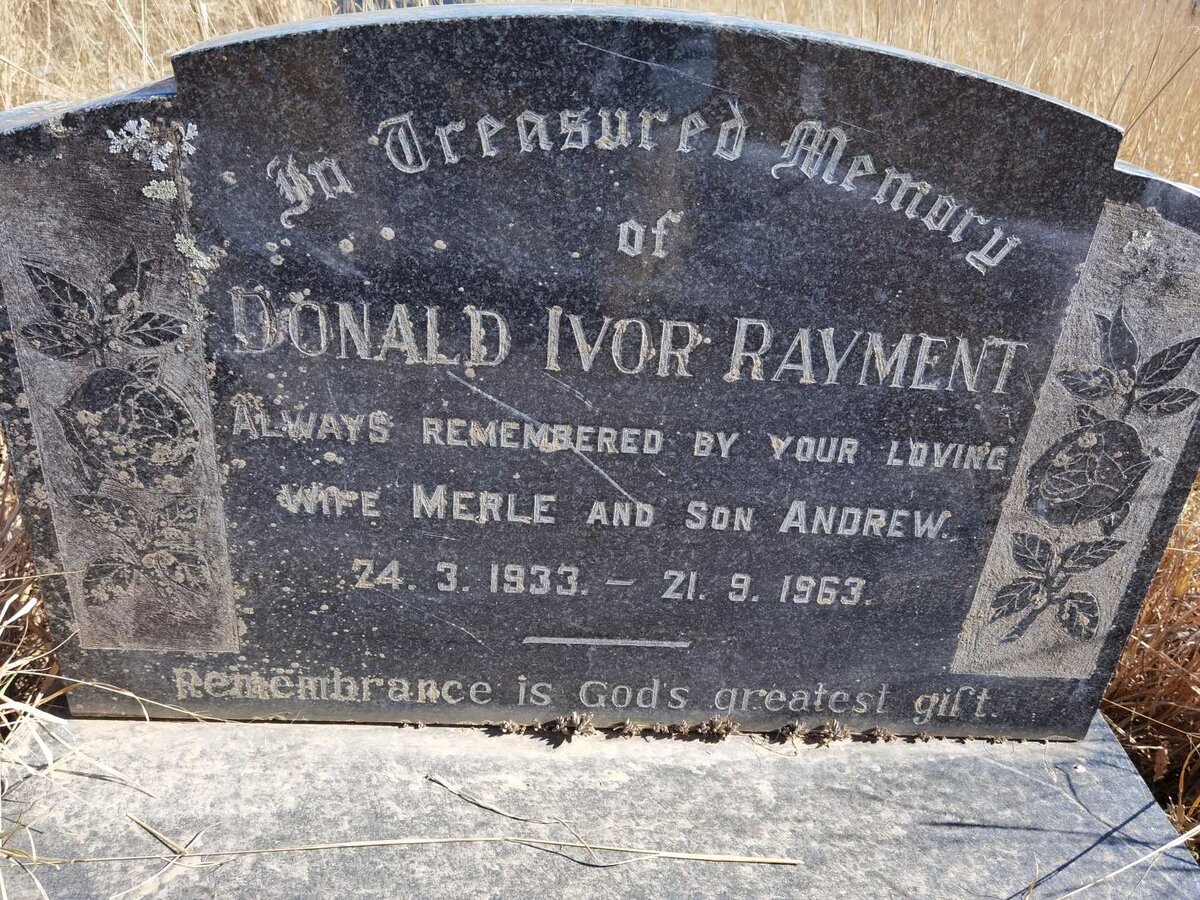 In Treasured Memory
of
DONALD IVOR RAYMENT
ALWAYS REMEMBERED BY YOUR LOVING
WIFE MERLE AND SON ANDREW.
24. 3. 1933. — 21. 9. 1963.
Remembrance is God's greatest gift.